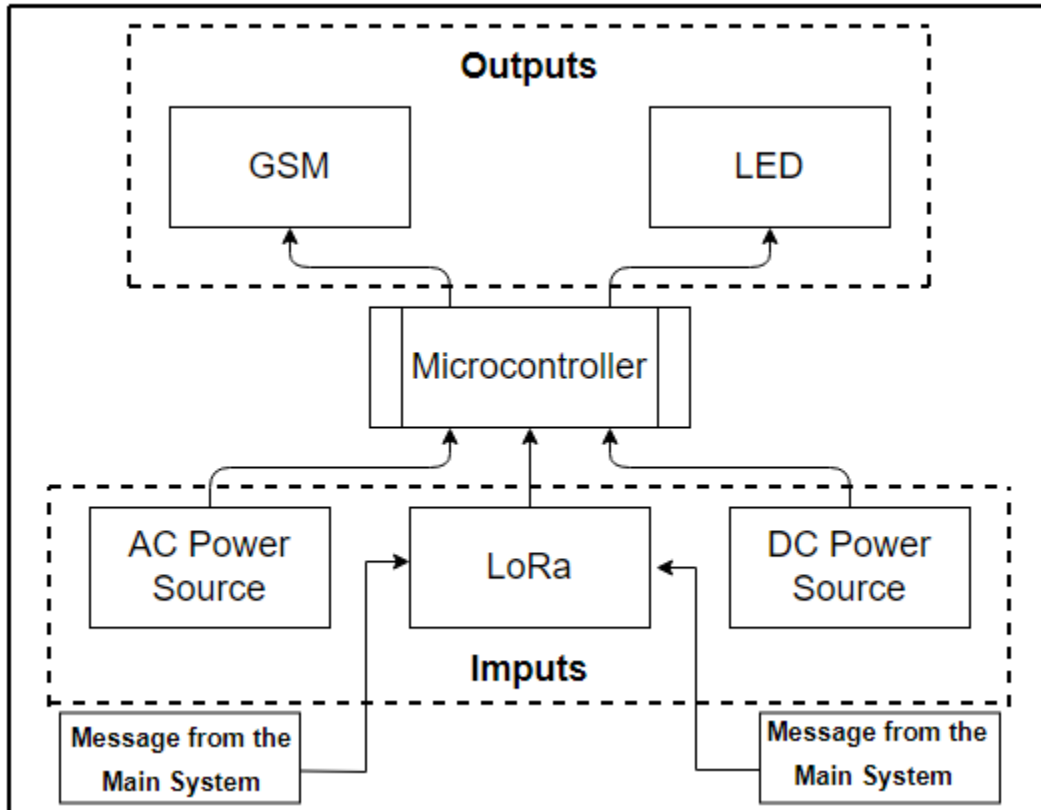 Outputs
GSM
LED
Microcontroller
AC Power
Source
LoRa
DC Power
Source
Imputs
Message from the
Main System
Message from the
Main System